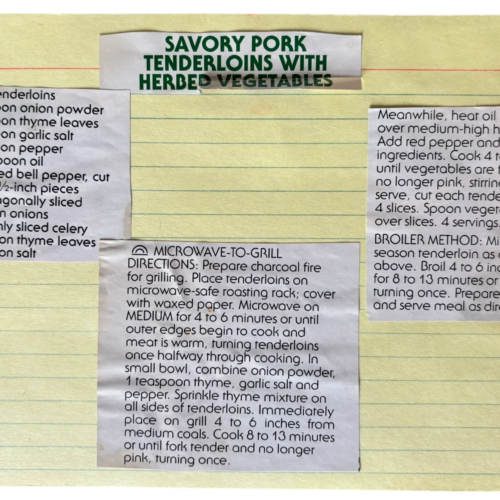 SAVORY PORK
TENDERLOINS WITH
HERBED VEGETABLES
enderloins
on onion powder
on thyme leaves
on garlic salt
on pepper
poon oil
ed bell pepper, cut
½-inch pieces
agonally sliced
n onions
nly sliced celery
on thyme leaves
on salt
MICROWAVE-TO-GRILL
DIRECTIONS: Prepare charcoal fire
for grilling. Place tenderloins on
microwave-safe roasting rack; cover
with waxed paper. Microwave on
MEDIUM for 4 to 6 minutes or until
outer edges begin to cook and
meat is warm, turning tenderloins
once halfway through cooking. In
small bowl, combine onion powder,
1 teaspoon thyme, garlic salt and
pepper. Sprinkle thyme mixture on
all sides of tenderloins. Immediately
place on grill 4 to 6 inches from
medium coals. Cook 8 to 13 minutes
or until fork tender and no longer
pink, turning once.
Meanwhile, heat oil
over medium-high h
Add red pepper and
ingredients. Cook 4 t
until vegetables are t
no longer pink, stirrin
serve, cut each tende
4 slices. Spoon veget
over slices. 4 servings.
BROILER METHOD: Mi
season tenderloin as d
above. Broil 4 to 6 inc
for 8 to 13 minutes or
turning once. Prepare
and serve meal as dire